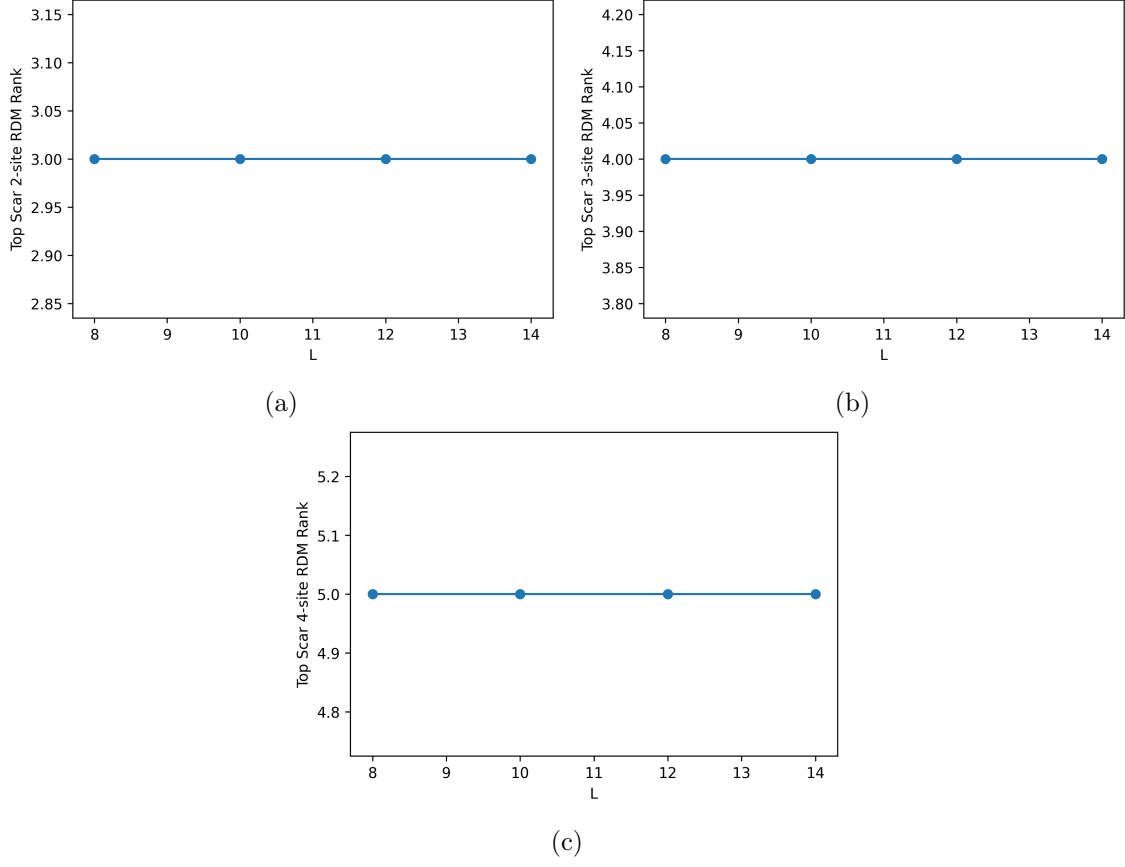 Top Scar 2-site RDM Rank
3.15
3.10
3.05
3.00
2.95
2.90
2.85
8 9 10 11 12 13 14
L
(a)
Top Scar 3-site RDM Rank
4.20
4.15
4.10
4.05
4.00
3.95
3.90
3.85
3.80
8 9 10 11 12 13 14
L
(b)
Top Scar 4-site RDM Rank
5.2
5.1
5.0
4.9
4.8
8 9 10 11 12 13 14
L
(c)